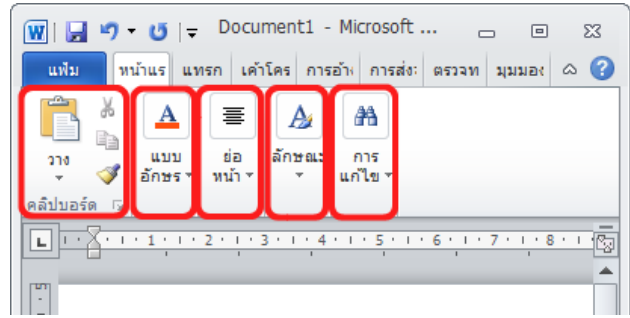 W Document1 - Microsoft ...
แฟ้ม หน้าแร แทรก เค้าโคร การอ้า การส่ง ตรวจท มุมมอง ?
วาง
แบบ
อักษร
ย่อ
หน้า
ลักษณะ
การ
แก้ไข
คลิปบอร์ด
L 1 2 3 4 5 6 7 8